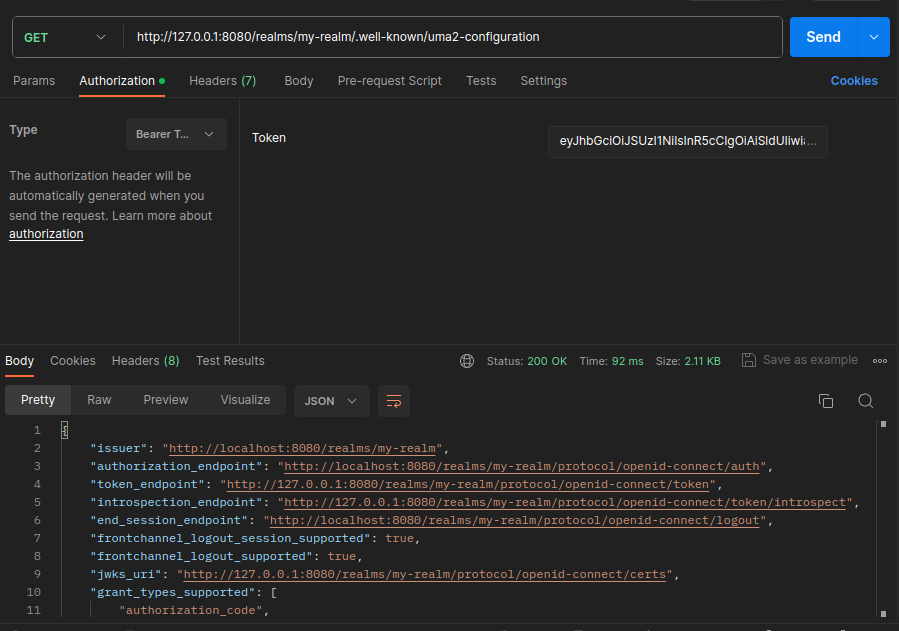 GET http://127.0.0.1:8080/realms/my-realm/.well-known/uma2-configuration Send
Params Authorization Headers (7) Body Pre-request Script Tests Settings Cookies
Type Bearer T...
Token eyJhbGciOiJSUzI1NiIsInR5cCIgOiAiSldUIiwi...
The authorization header will be
automatically generated when you
send the request. Learn more about
authorization
Body Cookies Headers (8) Test Results Status: 200 OK Time: 92 ms Size: 2.11 KB Save as example
Pretty Raw Preview Visualize JSON
1 {
2 "issuer": "http://localhost:8080/realms/my-realm",
3 "authorization_endpoint": "http://localhost:8080/realms/my-realm/protocol/openid-connect/auth",
4 "token_endpoint": "http://127.0.0.1:8080/realms/my-realm/protocol/openid-connect/token",
5 "introspection_endpoint": "http://127.0.0.1:8080/realms/my-realm/protocol/openid-connect/token/introspect",
6 "end_session_endpoint": "http://localhost:8080/realms/my-realm/protocol/openid-connect/logout",
7 "frontchannel_logout_session_supported": true,
8 "frontchannel_logout_supported": true,
9 "jwks_uri": "http://127.0.0.1:8080/realms/my-realm/protocol/openid-connect/certs",
10 "grant_types_supported": [
11 "authorization_code",